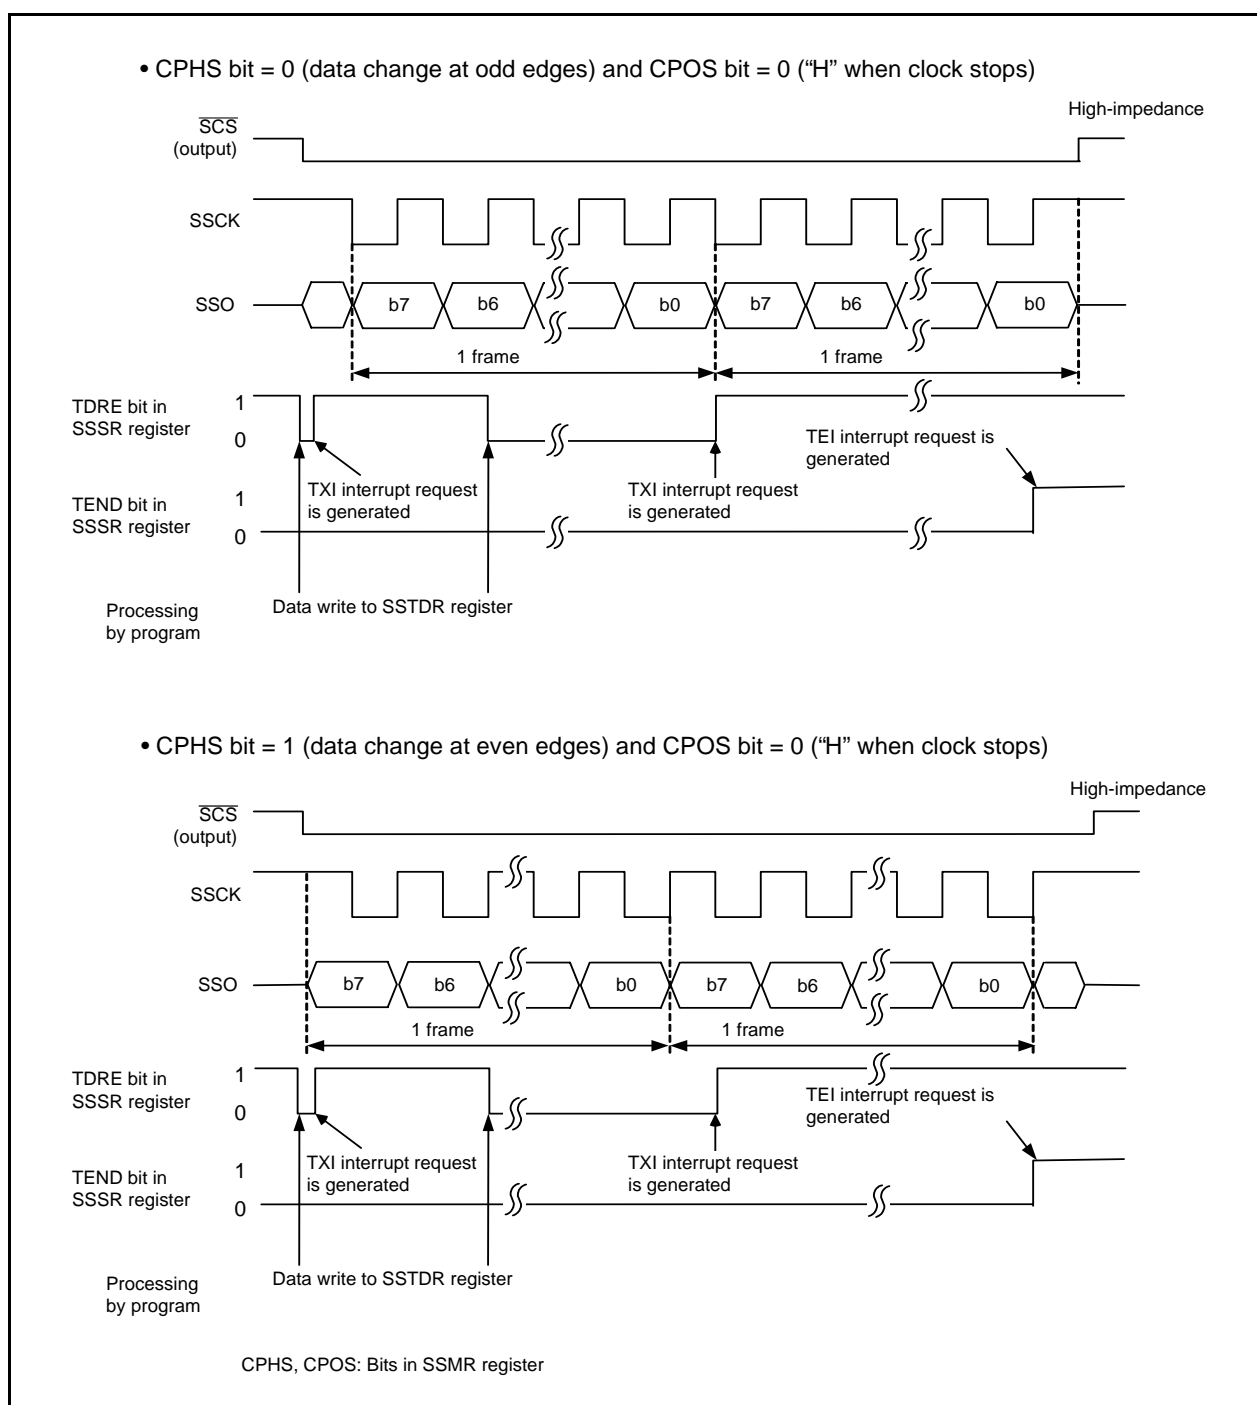 • CPHS bit = 0 (data change at odd edges) and CPOS bit = 0 (“H” when clock stops)
High-impedance
SCS
(output)
SSCK
SSO
b7 b6 b0 b7 b6 b0
1 frame 1 frame
TDRE bit in
SSSR register
1
0
TEI interrupt request is
generated
TXI interrupt request
is generated
TXI interrupt request
is generated
TEND bit in
SSSR register
1
0
Processing
by program
Data write to SSTDR register
• CPHS bit = 1 (data change at even edges) and CPOS bit = 0 (“H” when clock stops)
High-impedance
SCS
(output)
SSCK
SSO
b7 b6 b0 b7 b6 b0
1 frame 1 frame
TDRE bit in
SSSR register
1
0
TEI interrupt request is
generated
TXI interrupt request
is generated
TXI interrupt request
is generated
TEND bit in
SSSR register
1
0
Processing
by program
Data write to SSTDR register
CPHS, CPOS: Bits in SSMR register